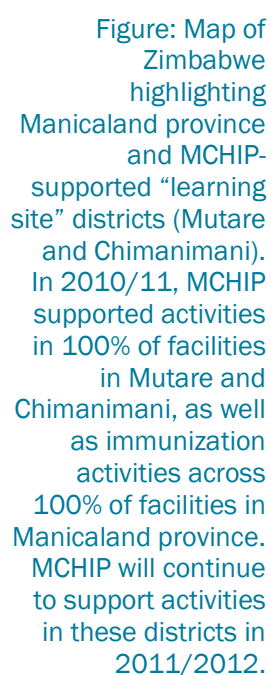 Figure: Map of
Zimbabwe
highlighting
Manicaland province
and MCHIP-
supported “learning
site” districts (Mutare
and Chimanimani).
In 2010/11, MCHIP
supported activities
in 100% of facilities
in Mutare and
Chimanimani, as well
as immunization
activities across
100% of facilities in
Manicaland province.
MCHIP will continue
to support activities
in these districts in
2011/2012.